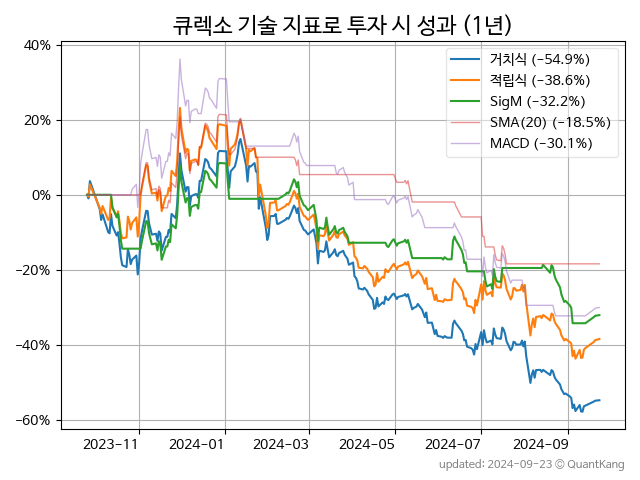 큐렉소 기술 지표로 투자 시 성과 (1년)
거치식 (−54.9%)
적립식 (−38.6%)
SigM (−32.2%)
SMA(20) (−18.5%)
MACD (−30.1%)
40%
20%
0%
−20%
−40%
−60%
2023−11 2024−01 2024−03 2024−05 2024−07 2024−09
updated: 2024−09−23 ⓒ QuantKang